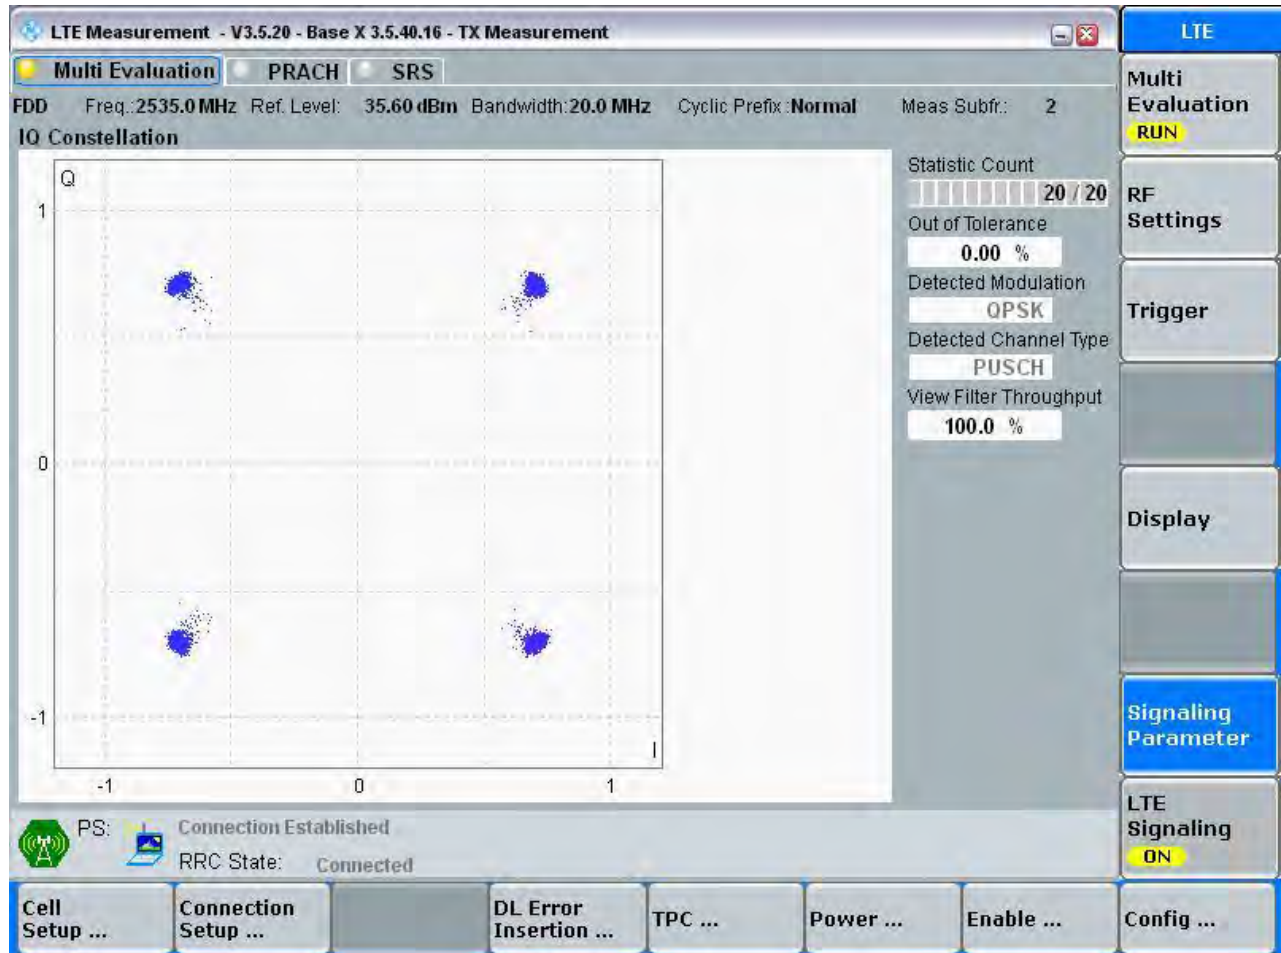 LTE Measurement - V3.5.20 - Base X 3.5.40.16 - TX Measurement
LTE
Multi Evaluation PRACH SRS
FDD Freq.:2535.0 MHz Ref. Level: 35.60 dBm Bandwidth:20.0 MHz Cyclic Prefix :Normal Meas Subfr.: 2
IQ Constellation
Q
1
0
-1
-1 0 1
I
Statistic Count
20 / 20
Out of Tolerance
0.00 %
Detected Modulation
QPSK
Detected Channel Type
PUSCH
View Filter Throughput
100.0 %
Multi
Evaluation
RUN
RF
Settings
Trigger
Display
Signaling
Parameter
LTE
Signaling
ON
PS: Connection Established
RRC State: Connected
Cell
Setup ...
Connection
Setup ...
DL Error
Insertion ...
TPC ...
Power ...
Enable ...
Config ...